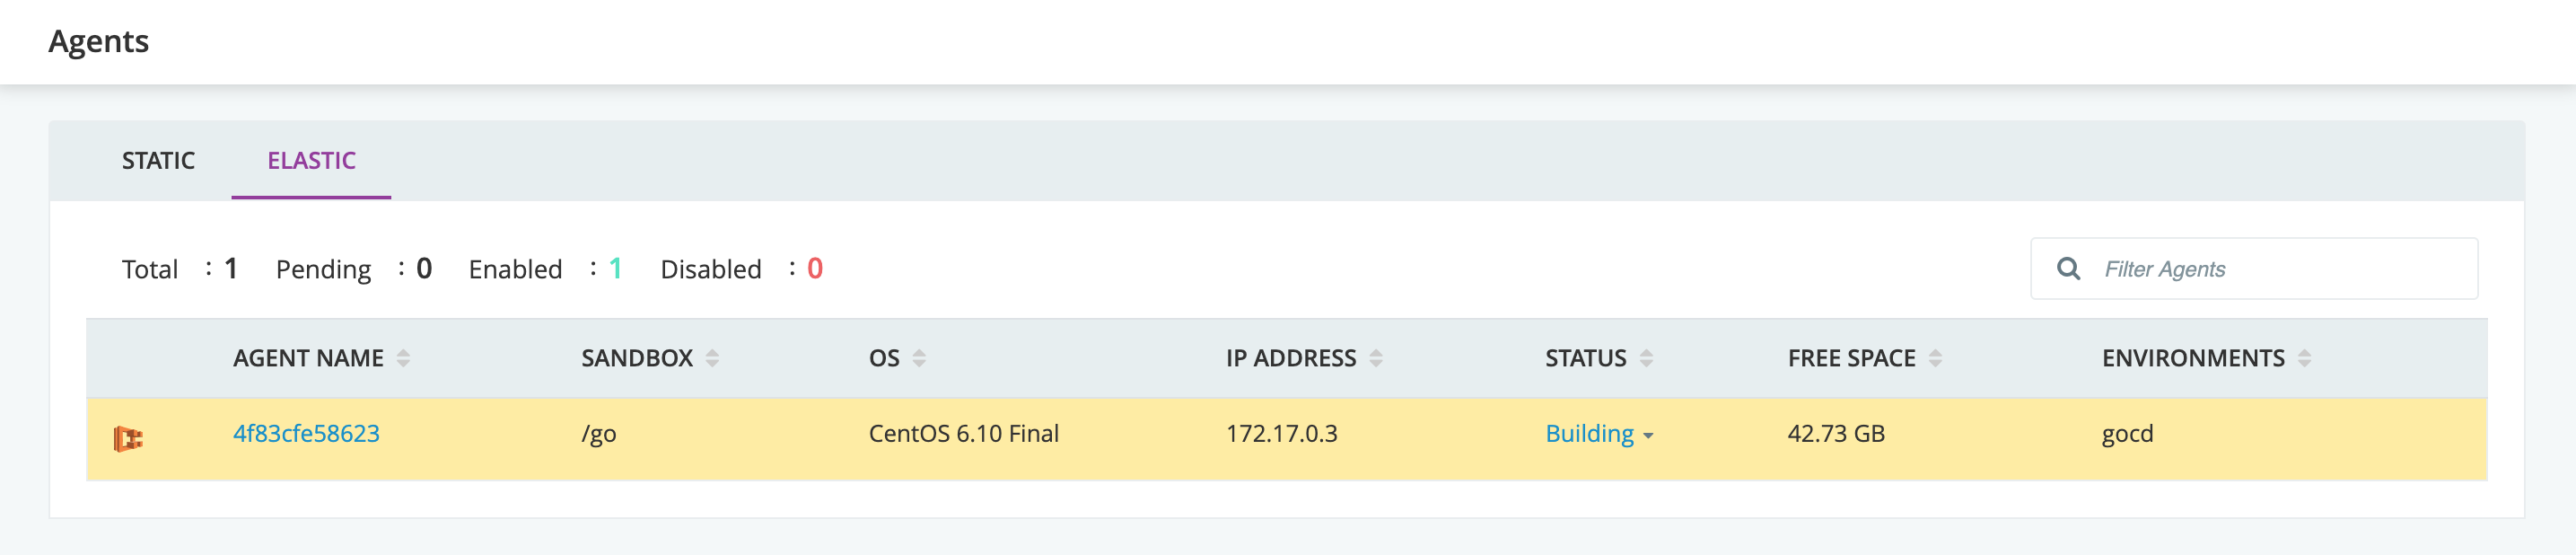 Agents
STATIC ELASTIC
Total : 1 Pending : 0 Enabled : 1 Disabled : 0 Filter Agents
AGENT NAME SANDBOX OS IP ADDRESS STATUS FREE SPACE ENVIRONMENTS
4f83cfe58623 /go CentOS 6.10 Final 172.17.0.3 Building 42.73 GB gocd